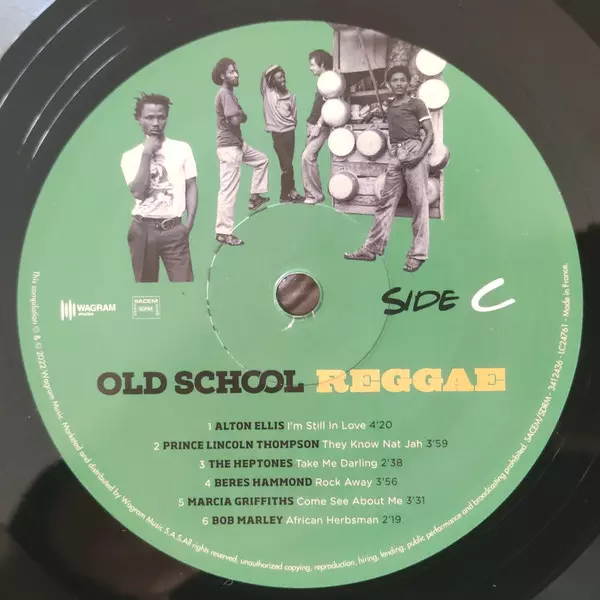 SIDE C
WAGRAM
MUSIC
SACEM
SDRM
OLD SCHOOL REGGAE
1 ALTON ELLIS I'm Still In Love 4'20
2 PRINCE LINCOLN THOMPSON They Know Nat Jah 3'59
3 THE HEPTONES Take Me Darling 2'38
4 BERES HAMMOND Rock Away 3'56
5 MARCIA GRIFFITHS Come See About Me 3'31
6 BOB MARLEY African Herbsman 2'19
This compilation ℗ & © 2022 Wagram Music. Marketed and distributed by Wagram Music S.A.S. All rights reserved, unauthorized copying, reproduction, hiring, lending, public performance and broadcasting prohibited. SACEM/SDRM - 3412436 - LC24761 - Made in France.